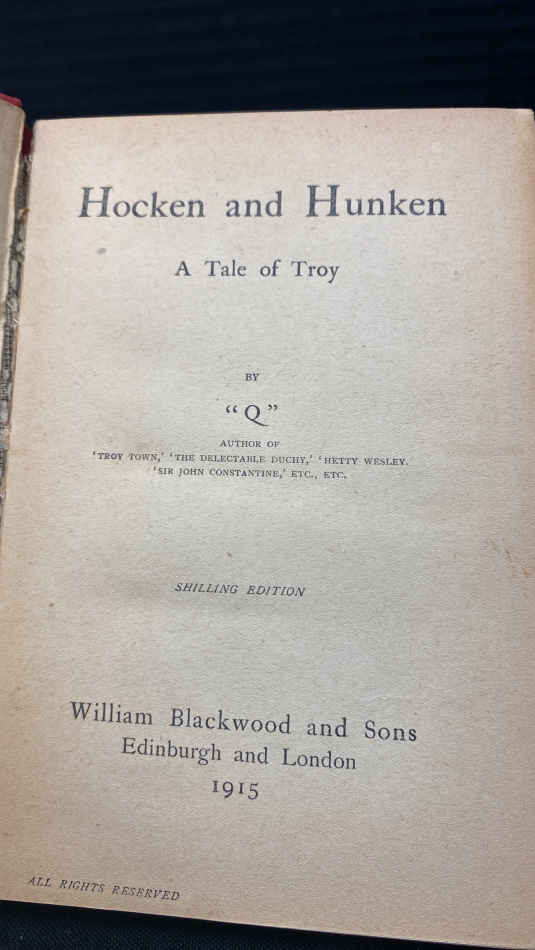 Hocken and Hunken
A Tale of Troy
BY
“Q”
AUTHOR OF
‘TROY TOWN,’ ‘THE DELECTABLE DUCHY,’ ‘HETTY WESLEY.
‘SIR JOHN CONSTANTINE,’ ETC., ETC.
SHILLING EDITION
William Blackwood and Sons
Edinburgh and London
1915
ALL RIGHTS RESERVED